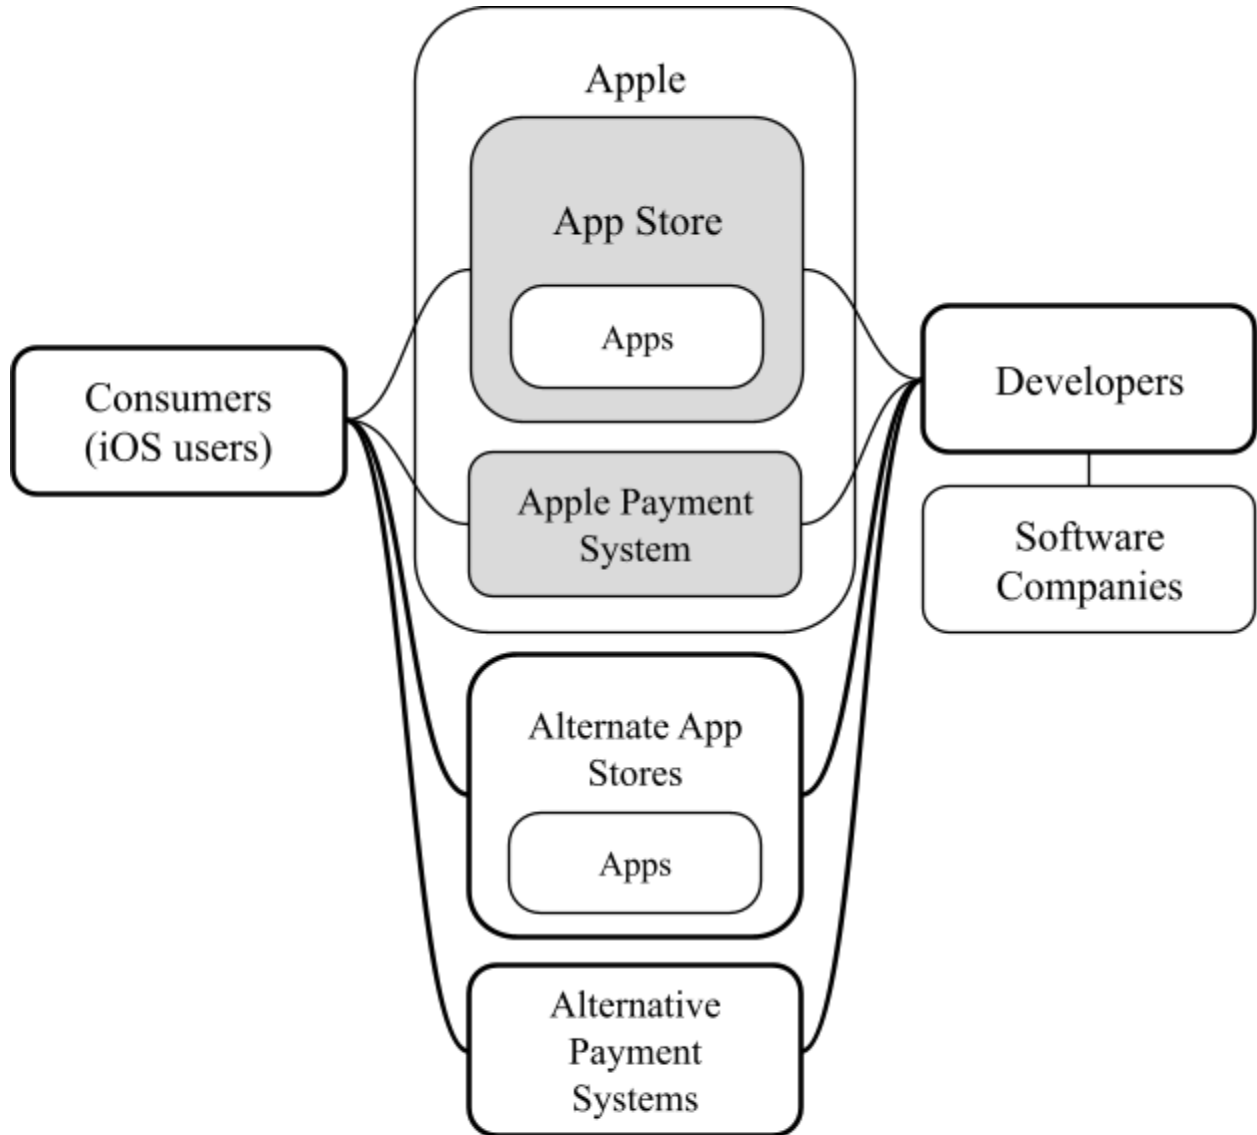 Apple
App Store
Apps
Consumers
(iOS users)
Developers
Apple Payment
System
Software
Companies
Alternate App
Stores
Apps
Alternative
Payment
Systems